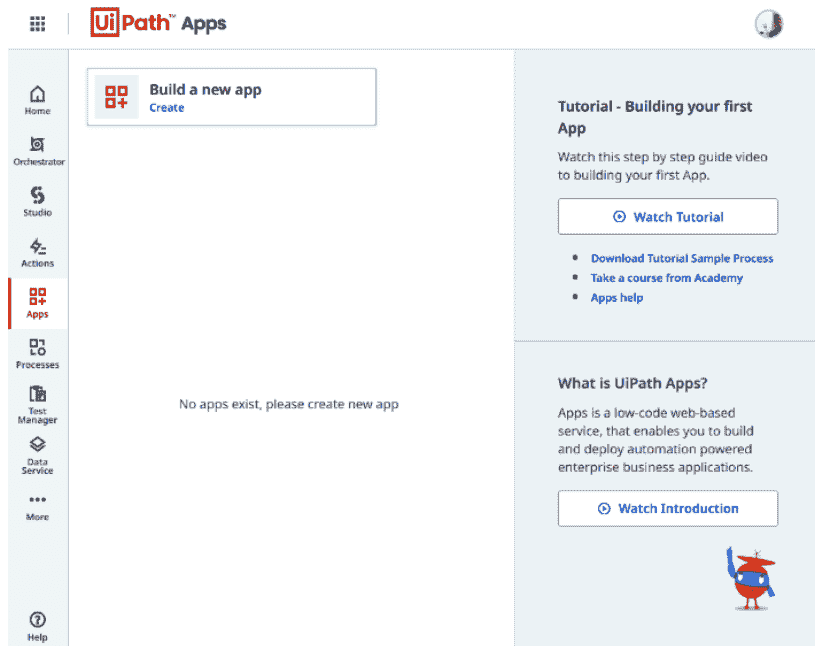 UiPath™ Apps
Home
Orchestrator
Studio
Actions
Apps
Processes
Test
Manager
Data
Service
More
Help
Build a new app
Create
No apps exist, please create new app
Tutorial - Building your first
App
Watch this step by step guide video
to building your first App.
Watch Tutorial
Download Tutorial Sample Process
Take a course from Academy
Apps help
What is UiPath Apps?
Apps is a low-code web-based
service, that enables you to build
and deploy automation powered
enterprise business applications.
Watch Introduction